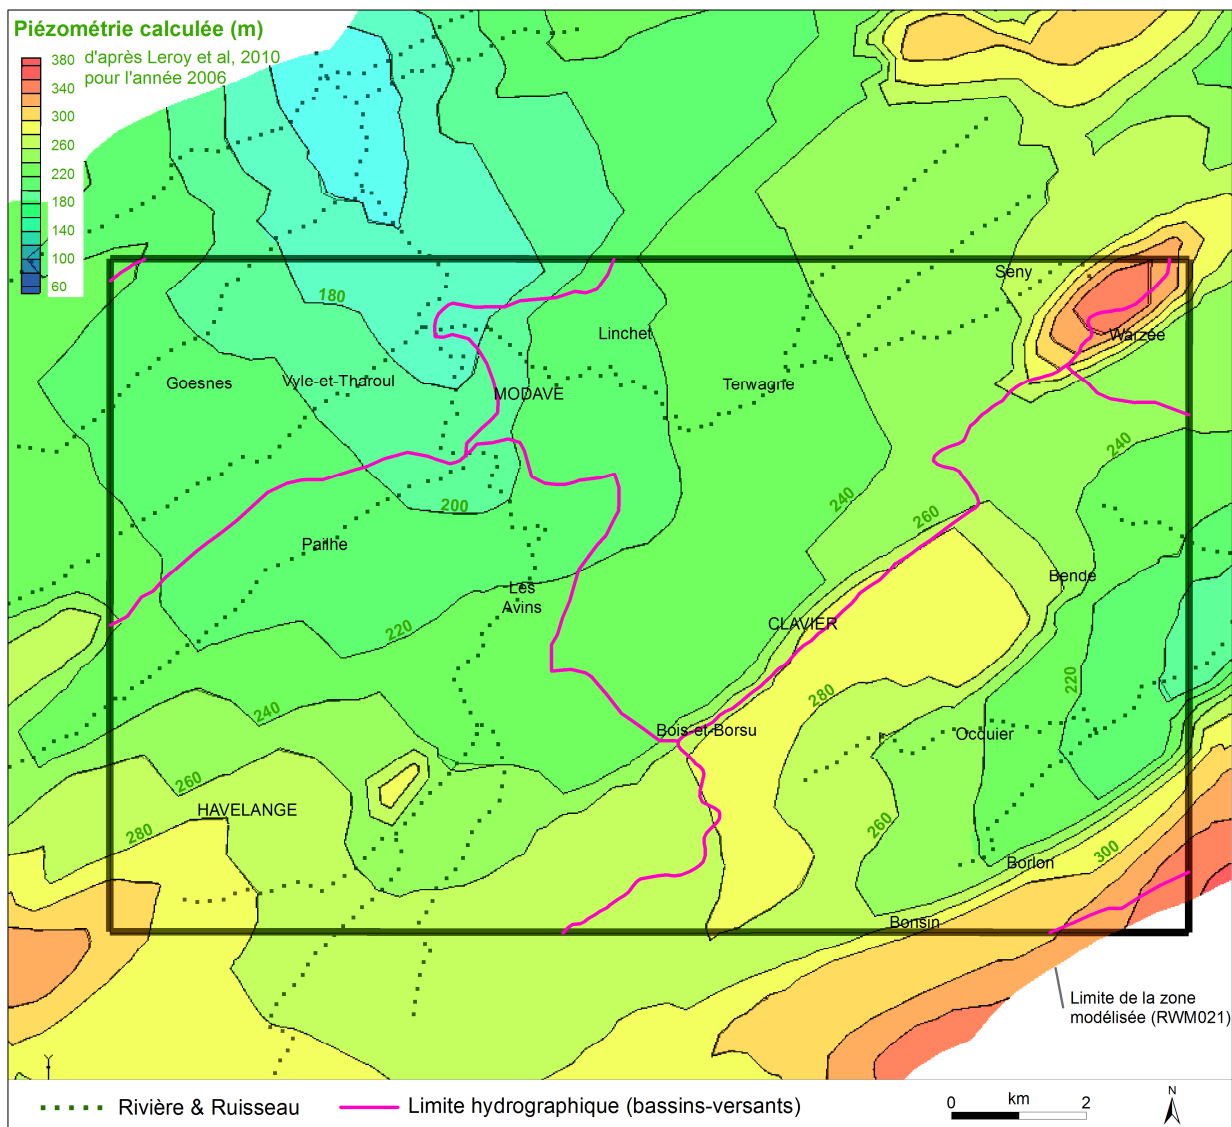 Piézométrie calculée (m)
d'après Leroy et al, 2010
pour l'année 2006
380
340
300
260
220
180
140
100
60
180
Seny
Linchet
Warzée
Goesnes
Vyle-et-Tharoul
MODAVE
Terwagne
240
200
240
260
Pailhe
Bende
Les
Avins
CLAVIER
220
220
280
240
Bois-et-Borsu
Occquier
260
HAVELANGE
280
260
300
Borlon
Bonsin
Limite de la zone
modélisée (RWM021)
Rivière & Ruisseau
Limite hydrographique (bassins-versants)
0
km
2
N